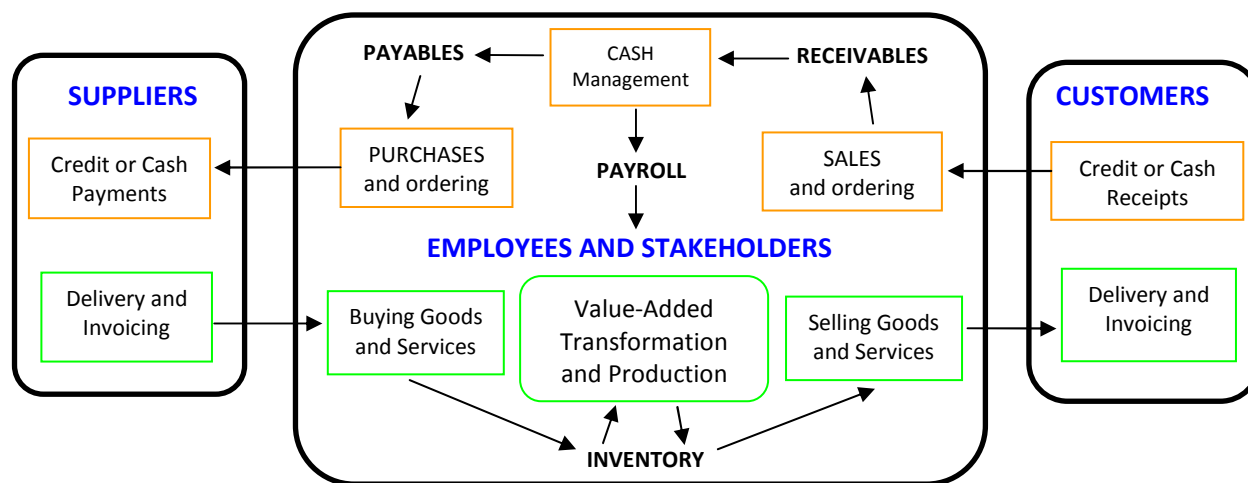 SUPPLIERS
Credit or Cash
Payments
Delivery and
Invoicing
PAYABLES
CASH
Management
RECEIVABLES
PURCHASES
and ordering
PAYROLL
SALES
and ordering
EMPLOYEES AND STAKEHOLDERS
Buying Goods
and Services
Value-Added
Transformation
and Production
Selling Goods
and Services
INVENTORY
CUSTOMERS
Credit or Cash
Receipts
Delivery and
Invoicing